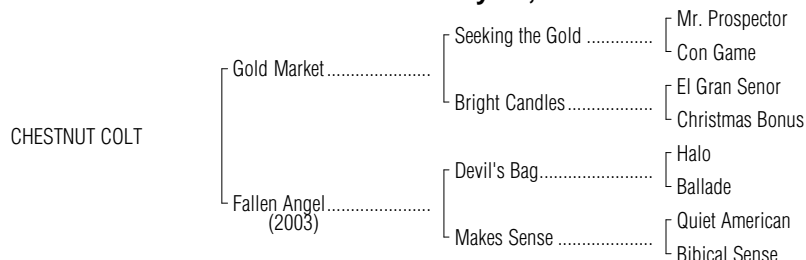 Mr. Prospector
Seeking the Gold ..............
Con Game
Gold Market ......................
El Gran Senor
Bright Candles..................
Christmas Bonus
CHESTNUT COLT
Halo
Devil's Bag........................
Ballade
Fallen Angel ......................
(2003)
Quiet American
Makes Sense ....................
Bibical Sense